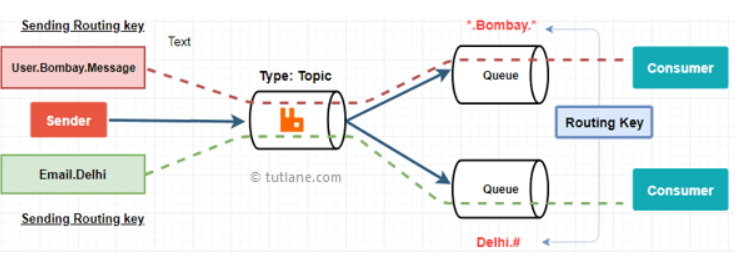 Sending Routing key
Text
*.Bombay.*
User.Bombay.Message
Type: Topic
Queue
Consumer
Sender
Routing Key
Email.Delhi
© tutlane.com
Queue
Consumer
Sending Routing key
Delhi.#